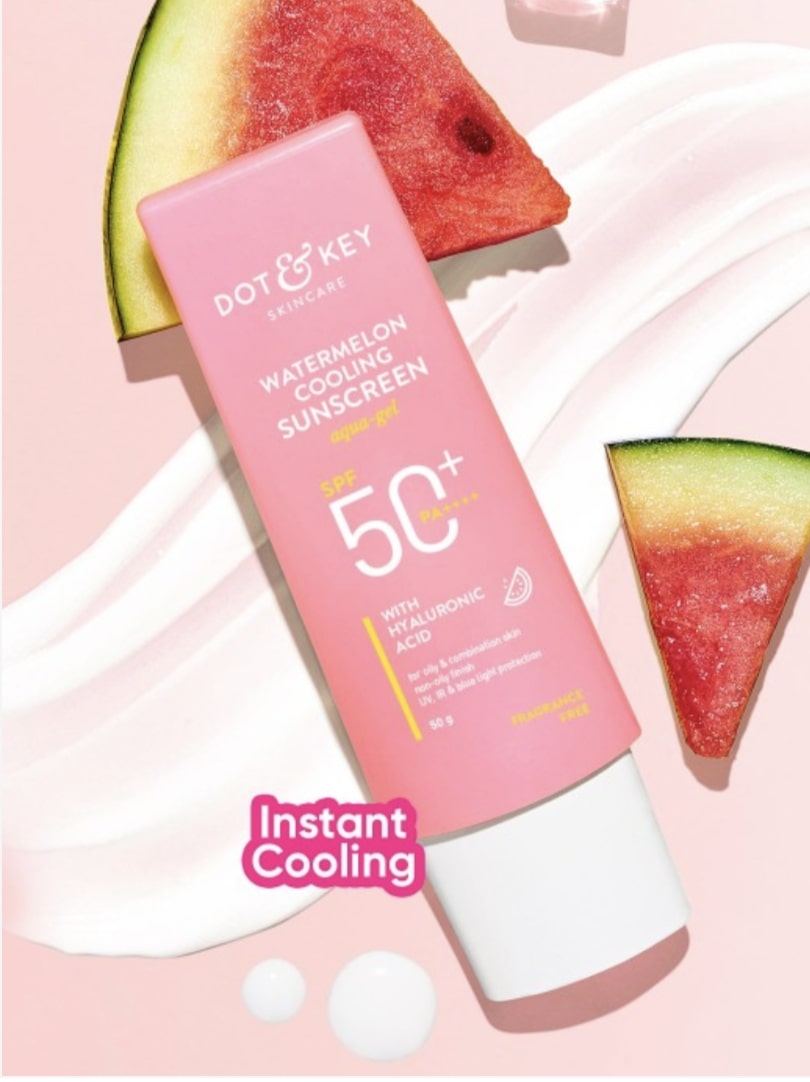 DOT & KEY
SKINCARE
WATERMELON
COOLING
SUNSCREEN
aqua-gel
SPF
50+
PA++++
WITH
HYALURONIC
ACID
for oily & combination skin
non-oily finish
UV, IR & blue light protection
50 g
FRAGRANCE
FREE
Instant
Cooling